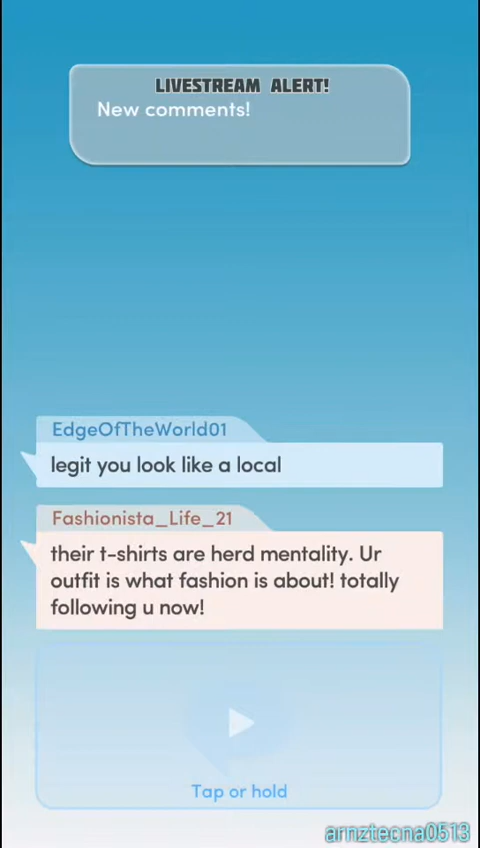 LIVESTREAM ALERT!
New comments!
EdgeOfTheWorld01
legit you look like a local
Fashionista_Life_21
their t-shirts are herd mentality. Ur
outfit is what fashion is about! totally
following u now!
Tap or hold
arnztecna0513